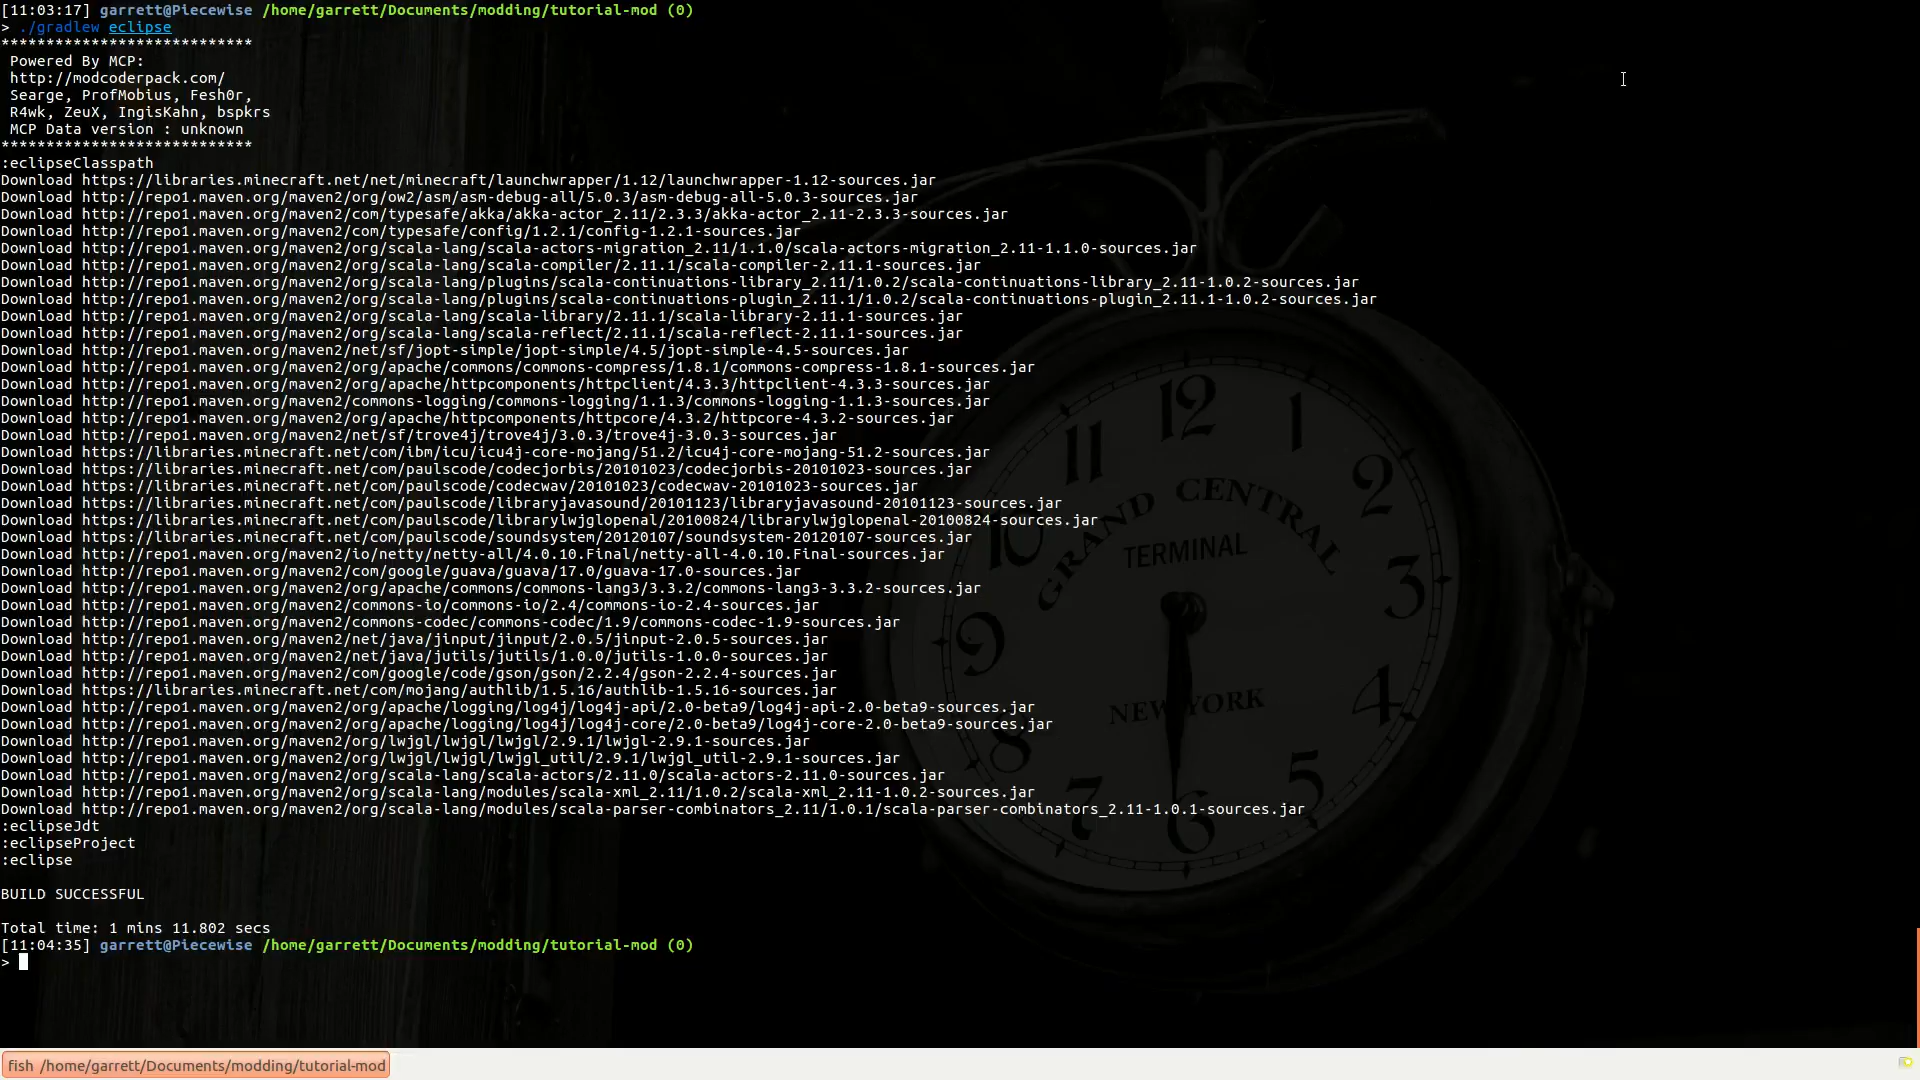 [11:03:17] garrett@Piecewise /home/garrett/Documents/modding/tutorial-mod (0)
> ./gradlew eclipse
****************************
Powered By MCP:
http://modcoderpack.com/
Searge, ProfMobius, Fesh0r,
R4wk, ZeuX, IngisKahn, bspkrs
MCP Data version : unknown
****************************
:eclipseClasspath
Download https://libraries.minecraft.net/net/minecraft/launchwrapper/1.12/launchwrapper-1.12-sources.jar
Download http://repo1.maven.org/maven2/org/ow2/asm/asm-debug-all/5.0.3/asm-debug-all-5.0.3-sources.jar
Download http://repo1.maven.org/maven2/com/typesafe/akka/akka-actor_2.11/2.3.3/akka-actor_2.11-2.3.3-sources.jar
Download http://repo1.maven.org/maven2/com/typesafe/config/1.2.1/config-1.2.1-sources.jar
Download http://repo1.maven.org/maven2/org/scala-lang/scala-actors-migration_2.11/1.1.0/scala-actors-migration_2.11-1.1.0-sources.jar
Download http://repo1.maven.org/maven2/org/scala-lang/scala-compiler/2.11.1/scala-compiler-2.11.1-sources.jar
Download http://repo1.maven.org/maven2/org/scala-lang/plugins/scala-continuations-library_2.11/1.0.2/scala-continuations-library_2.11-1.0.2-sources.jar
Download http://repo1.maven.org/maven2/org/scala-lang/plugins/scala-continuations-plugin_2.11.1/1.0.2/scala-continuations-plugin_2.11.1-1.0.2-sources.jar
Download http://repo1.maven.org/maven2/org/scala-lang/scala-library/2.11.1/scala-library-2.11.1-sources.jar
Download http://repo1.maven.org/maven2/org/scala-lang/scala-reflect/2.11.1/scala-reflect-2.11.1-sources.jar
Download http://repo1.maven.org/maven2/net/sf/jopt-simple/jopt-simple/4.5/jopt-simple-4.5-sources.jar
Download http://repo1.maven.org/maven2/org/apache/commons/commons-compress/1.8.1/commons-compress-1.8.1-sources.jar
Download http://repo1.maven.org/maven2/org/apache/httpcomponents/httpclient/4.3.3/httpclient-4.3.3-sources.jar
Download http://repo1.maven.org/maven2/commons-logging/commons-logging/1.1.3/commons-logging-1.1.3-sources.jar
Download http://repo1.maven.org/maven2/org/apache/httpcomponents/httpcore/4.3.2/httpcore-4.3.2-sources.jar
Download http://repo1.maven.org/maven2/net/sf/trove4j/trove4j/3.0.3/trove4j-3.0.3-sources.jar
Download https://libraries.minecraft.net/com/ibm/icu/icu4j-core-mojang/51.2/icu4j-core-mojang-51.2-sources.jar
Download https://libraries.minecraft.net/com/paulscode/codecjorbis/20101023/codecjorbis-20101023-sources.jar
Download https://libraries.minecraft.net/com/paulscode/codecwav/20101023/codecwav-20101023-sources.jar
Download https://libraries.minecraft.net/com/paulscode/libraryjavasound/20101123/libraryjavasound-20101123-sources.jar
Download https://libraries.minecraft.net/com/paulscode/librarylwjglopenal/20100824/librarylwjglopenal-20100824-sources.jar
Download https://libraries.minecraft.net/com/paulscode/soundsystem/20120107/soundsystem-20120107-sources.jar
Download http://repo1.maven.org/maven2/io/netty/netty-all/4.0.10.Final/netty-all-4.0.10.Final-sources.jar
Download http://repo1.maven.org/maven2/com/google/guava/guava/17.0/guava-17.0-sources.jar
Download http://repo1.maven.org/maven2/org/apache/commons/commons-lang3/3.3.2/commons-lang3-3.3.2-sources.jar
Download http://repo1.maven.org/maven2/commons-io/commons-io/2.4/commons-io-2.4-sources.jar
Download http://repo1.maven.org/maven2/commons-codec/commons-codec/1.9/commons-codec-1.9-sources.jar
Download http://repo1.maven.org/maven2/net/java/jinput/jinput/2.0.5/jinput-2.0.5-sources.jar
Download http://repo1.maven.org/maven2/net/java/jutils/jutils/1.0.0/jutils-1.0.0-sources.jar
Download http://repo1.maven.org/maven2/com/google/code/gson/gson/2.2.4/gson-2.2.4-sources.jar
Download https://libraries.minecraft.net/com/mojang/authlib/1.5.16/authlib-1.5.16-sources.jar
Download http://repo1.maven.org/maven2/org/apache/logging/log4j/log4j-api/2.0-beta9/log4j-api-2.0-beta9-sources.jar
Download http://repo1.maven.org/maven2/org/apache/logging/log4j/log4j-core/2.0-beta9/log4j-core-2.0-beta9-sources.jar
Download http://repo1.maven.org/maven2/org/lwjgl/lwjgl/lwjgl/2.9.1/lwjgl-2.9.1-sources.jar
Download http://repo1.maven.org/maven2/org/lwjgl/lwjgl/lwjgl_util/2.9.1/lwjgl_util-2.9.1-sources.jar
Download http://repo1.maven.org/maven2/org/scala-lang/scala-actors/2.11.0/scala-actors-2.11.0-sources.jar
Download http://repo1.maven.org/maven2/org/scala-lang/modules/scala-xml_2.11/1.0.2/scala-xml_2.11-1.0.2-sources.jar
Download http://repo1.maven.org/maven2/org/scala-lang/modules/scala-parser-combinators_2.11/1.0.1/scala-parser-combinators_2.11-1.0.1-sources.jar
:eclipseJdt
:eclipseProject
:eclipse
BUILD SUCCESSFUL
Total time: 1 mins 11.802 secs
[11:04:35] garrett@Piecewise /home/garrett/Documents/modding/tutorial-mod (0)
>
12
1
2
3
4
5
6
7
8
9
10
11
GRAND CENTRAL
TERMINAL
NEW YORK
fish /home/garrett/Documents/modding/tutorial-mod